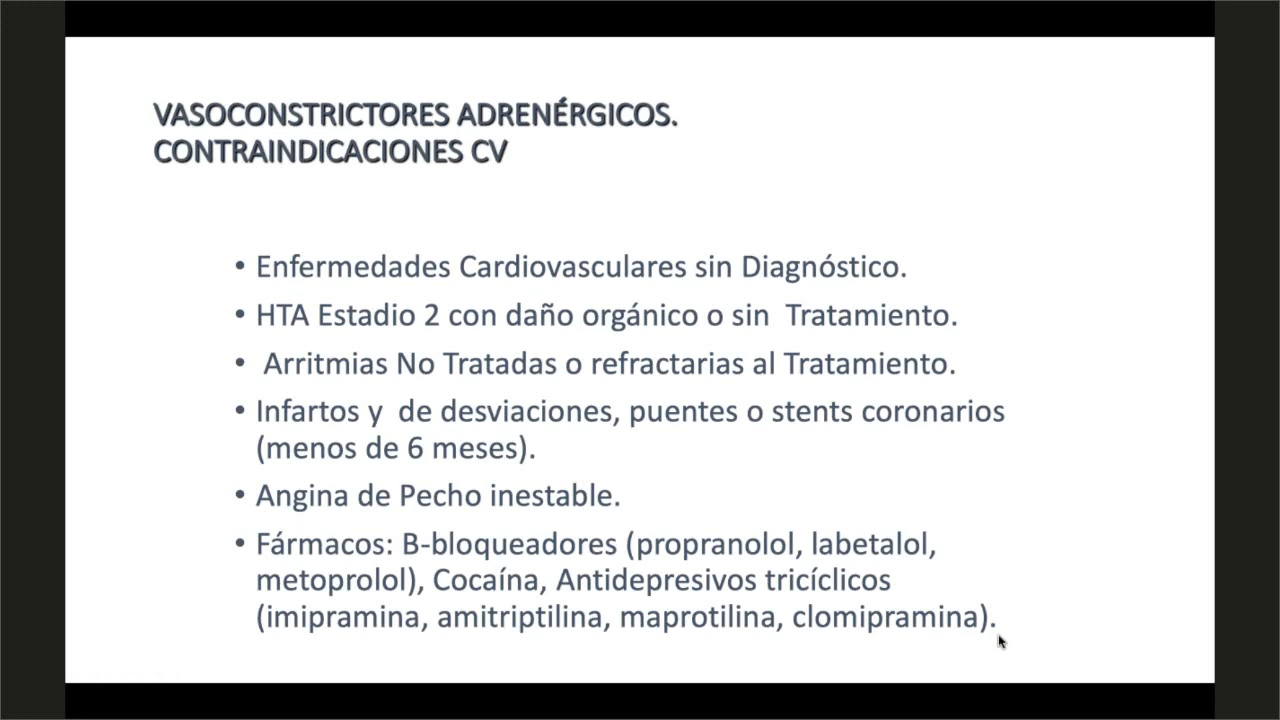 VASOCONSTRICTORES ADRENÉRGICOS.
CONTRAINDICACIONES CV
• Enfermedades Cardiovasculares sin Diagnóstico.
• HTA Estadio 2 con daño orgánico o sin  Tratamiento.
•  Arritmias No Tratadas o refractarias al Tratamiento.
• Infartos y  de desviaciones, puentes o stents coronarios
(menos de 6 meses).
• Angina de Pecho inestable.
• Fármacos: B-bloqueadores (propranolol, labetalol,
metoprolol), Cocaína, Antidepresivos tricíclicos
(imipramina, amitriptilina, maprotilina, clomipramina).